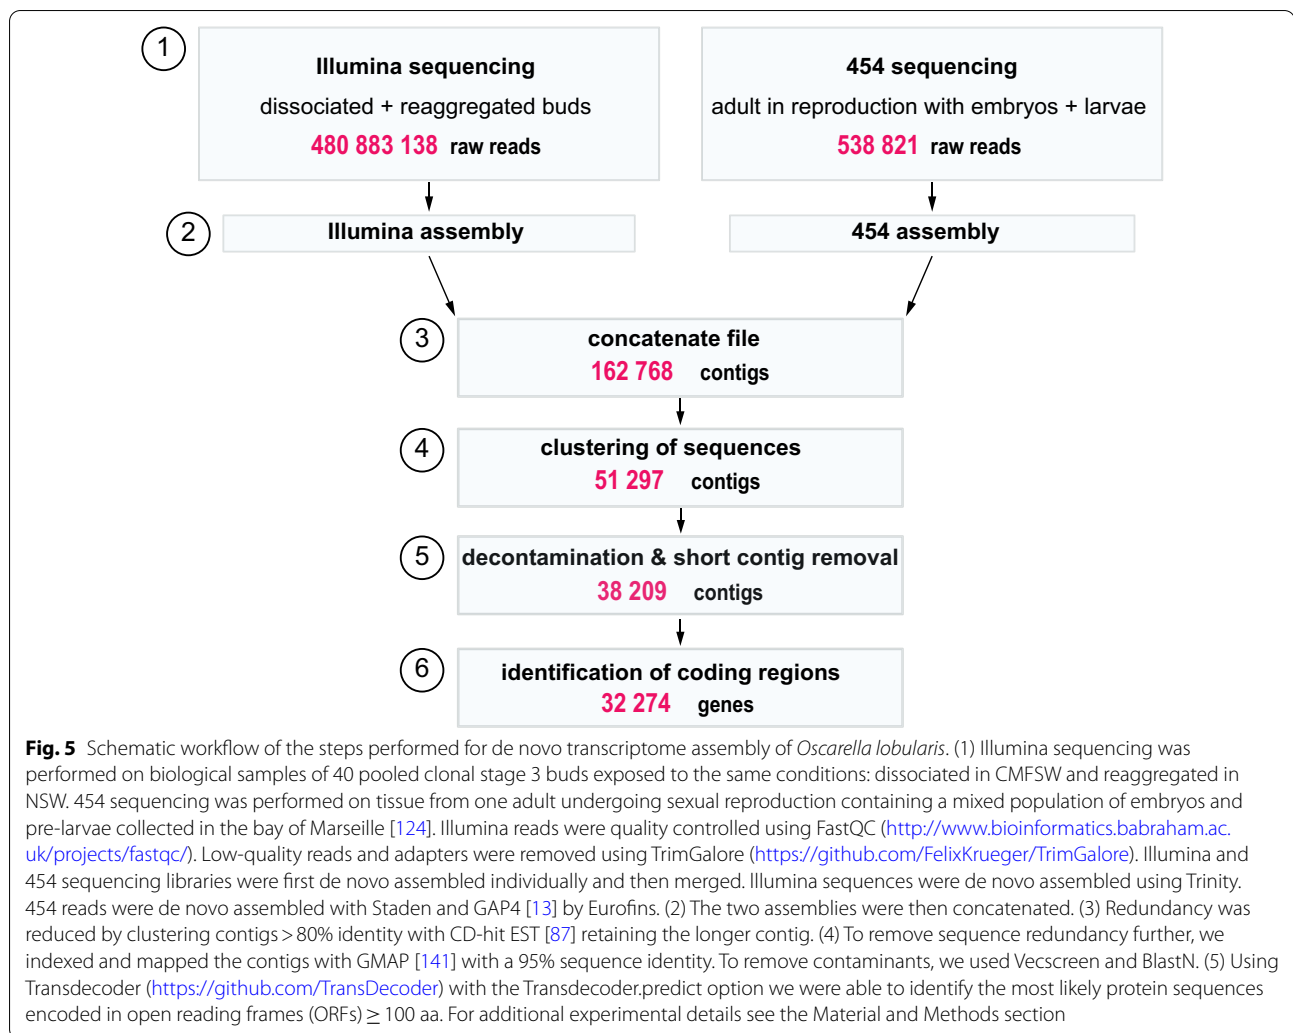 1
Illumina sequencing
dissociated + reaggregated buds
480 883 138 raw reads
454 sequencing
adult in reproduction with embryos + larvae
538 821 raw reads
2
Illumina assembly
454 assembly
3
concatenate file
162 768 contigs
4
clustering of sequences
51 297 contigs
5
decontamination & short contig removal
38 209 contigs
6
identification of coding regions
32 274 genes
Fig. 5 Schematic workflow of the steps performed for de novo transcriptome assembly of Oscarella lobularis. (1) Illumina sequencing was
performed on biological samples of 40 pooled clonal stage 3 buds exposed to the same conditions: dissociated in CMFSW and reaggregated in
NSW. 454 sequencing was performed on tissue from one adult undergoing sexual reproduction containing a mixed population of embryos and
pre-larvae collected in the bay of Marseille [124]. Illumina reads were quality controlled using FastQC (http://www.bioinformatics.babraham.ac.
uk/projects/fastqc/). Low-quality reads and adapters were removed using TrimGalore (https://github.com/FelixKrueger/TrimGalore). Illumina and
454 sequencing libraries were first de novo assembled individually and then merged. Illumina sequences were de novo assembled using Trinity.
454 reads were de novo assembled with Staden and GAP4 [13] by Eurofins. (2) The two assemblies were then concatenated. (3) Redundancy was
reduced by clustering contigs > 80% identity with CD-hit EST [87] retaining the longer contig. (4) To remove sequence redundancy further, we
indexed and mapped the contigs with GMAP [141] with a 95% sequence identity. To remove contaminants, we used Vecscreen and BlastN. (5) Using
Transdecoder (https://github.com/TransDecoder) with the Transdecoder.predict option we were able to identify the most likely protein sequences
encoded in open reading frames (ORFs) ≥ 100 aa. For additional experimental details see the Material and Methods section